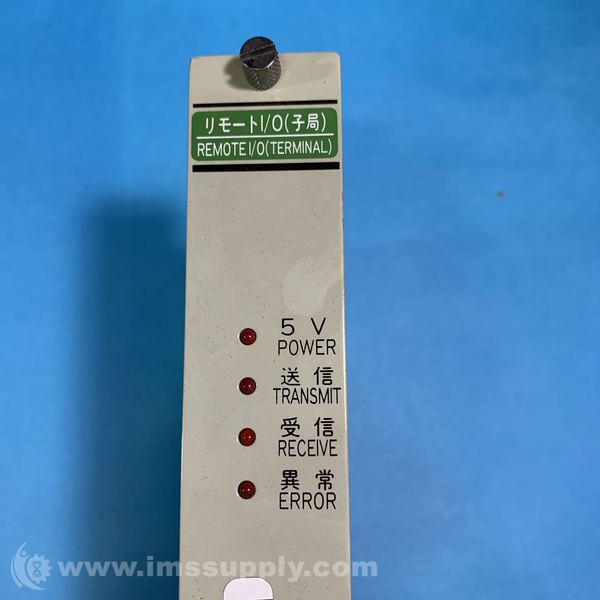 リモートI/O(子局)
REMOTE I/O(TERMINAL)
5 V
POWER
送信
TRANSMIT
受信
RECEIVE
異常
ERROR
www.imssupply.com